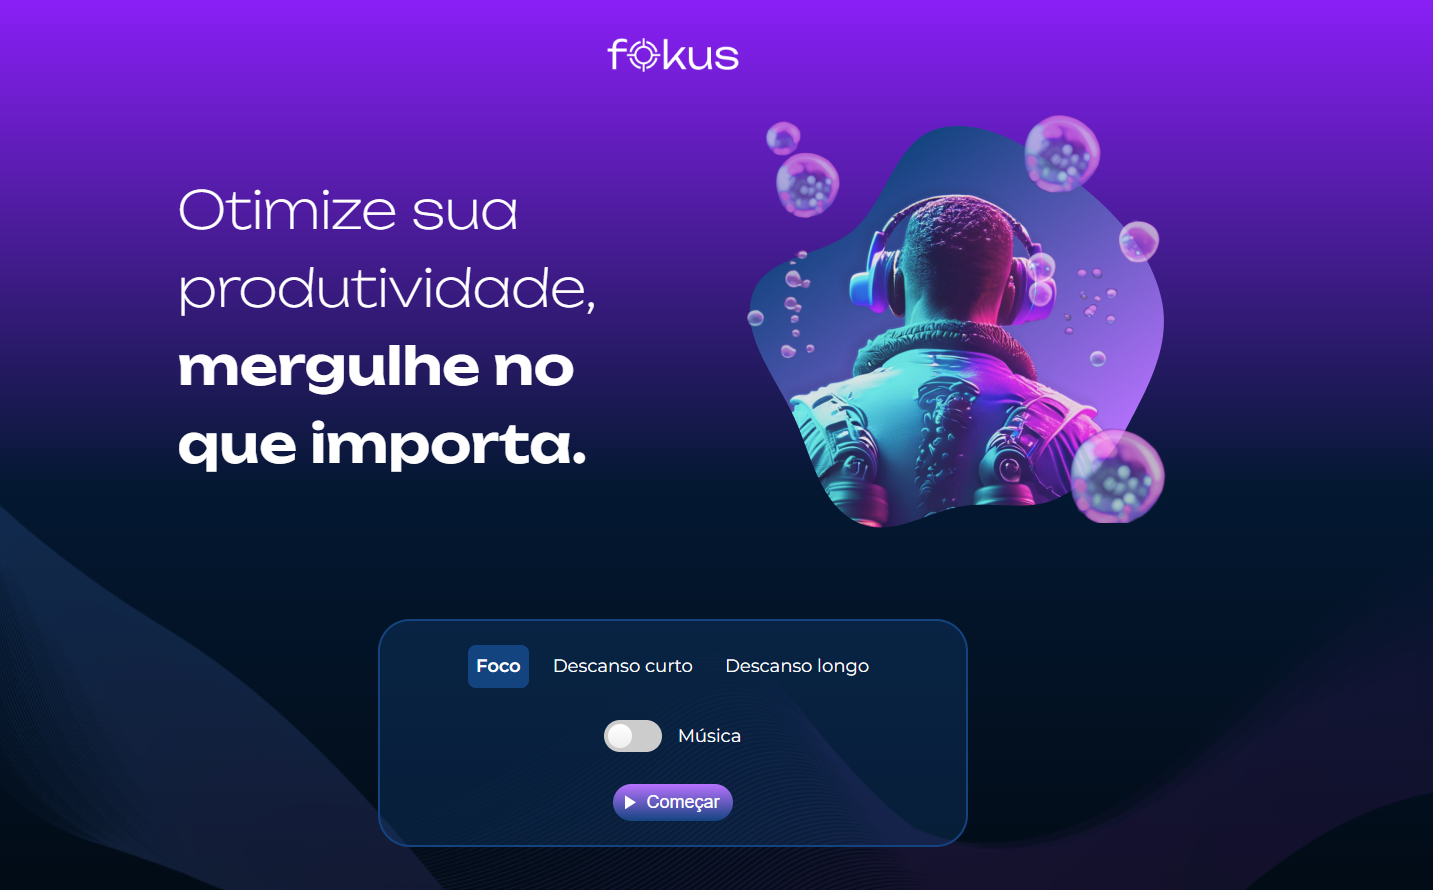 fokus
Otimize sua
produtividade,
mergulhe no
que importa.
Foco Descanso curto Descanso longo
Música
Começar